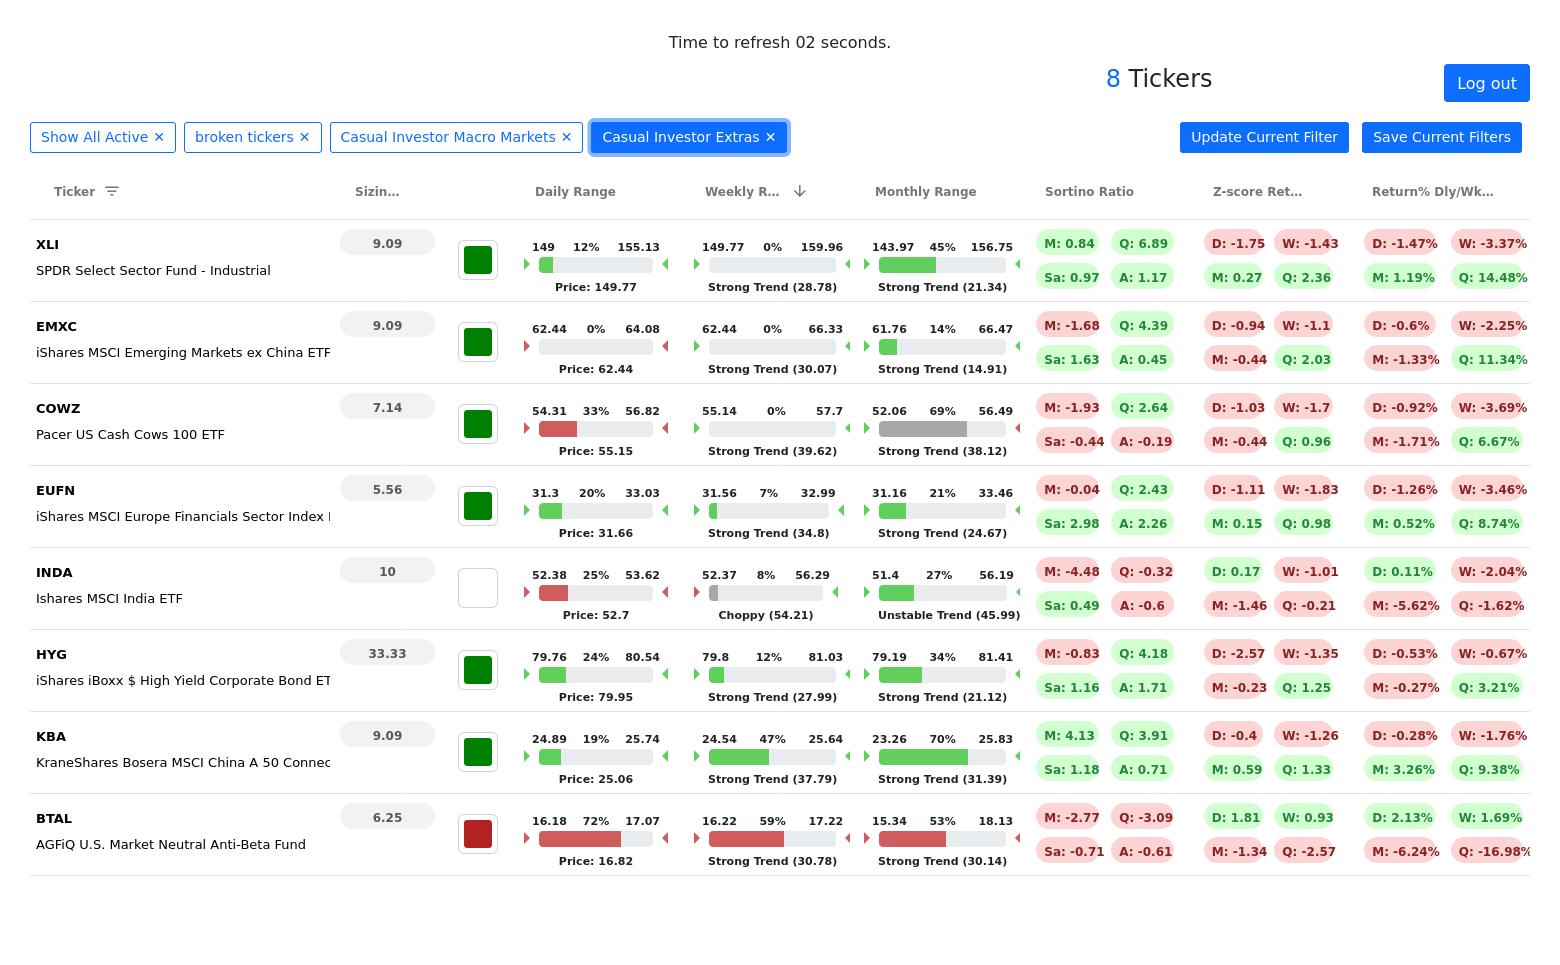 Time to refresh 02 seconds.
8 Tickers
Log out
Show All Active ✕ broken tickers ✕ Casual Investor Macro Markets ✕ Casual Investor Extras ✕ Update Current Filter Save Current Filters
Ticker Sizin... Daily Range Weekly R... Monthly Range Sortino Ratio Z-score Ret... Return% Dly/Wk...
XLI 9.09 149 12% 155.13 149.77 0% 159.96 143.97 45% 156.75 M: 0.84 Q: 6.89 D: -1.75 W: -1.43 D: -1.47% W: -3.37%
SPDR Select Sector Fund - Industrial Sa: 0.97 A: 1.17 M: 0.27 Q: 2.36 M: 1.19% Q: 14.48%
Price: 149.77 Strong Trend (28.78) Strong Trend (21.34)
EMXC 9.09 62.44 0% 64.08 62.44 0% 66.33 61.76 14% 66.47 M: -1.68 Q: 4.39 D: -0.94 W: -1.1 D: -0.6% W: -2.25%
iShares MSCI Emerging Markets ex China ETF Sa: 1.63 A: 0.45 M: -0.44 Q: 2.03 M: -1.33% Q: 11.34%
Price: 62.44 Strong Trend (30.07) Strong Trend (14.91)
COWZ 7.14 54.31 33% 56.82 55.14 0% 57.7 52.06 69% 56.49 M: -1.93 Q: 2.64 D: -1.03 W: -1.7 D: -0.92% W: -3.69%
Pacer US Cash Cows 100 ETF Sa: -0.44 A: -0.19 M: -0.44 Q: 0.96 M: -1.71% Q: 6.67%
Price: 55.15 Strong Trend (39.62) Strong Trend (38.12)
EUFN 5.56 31.3 20% 33.03 31.56 7% 32.99 31.16 21% 33.46 M: -0.04 Q: 2.43 D: -1.11 W: -1.83 D: -1.26% W: -3.46%
iShares MSCI Europe Financials Sector Index Sa: 2.98 A: 2.26 M: 0.15 Q: 0.98 M: 0.52% Q: 8.74%
Price: 31.66 Strong Trend (34.8) Strong Trend (24.67)
INDA 10 52.38 25% 53.62 52.37 8% 56.29 51.4 27% 56.19 M: -4.48 Q: -0.32 D: 0.17 W: -1.01 D: 0.11% W: -2.04%
Ishares MSCI India ETF Sa: 0.49 A: -0.6 M: -1.46 Q: -0.21 M: -5.62% Q: -1.62%
Price: 52.7 Choppy (54.21) Unstable Trend (45.99)
HYG 33.33 79.76 24% 80.54 79.8 12% 81.03 79.19 34% 81.41 M: -0.83 Q: 4.18 D: -2.57 W: -1.35 D: -0.53% W: -0.67%
iShares iBoxx $ High Yield Corporate Bond ET Sa: 1.16 A: 1.71 M: -0.23 Q: 1.25 M: -0.27% Q: 3.21%
Price: 79.95 Strong Trend (27.99) Strong Trend (21.12)
KBA 9.09 24.89 19% 25.74 24.54 47% 25.64 23.26 70% 25.83 M: 4.13 Q: 3.91 D: -0.4 W: -1.26 D: -0.28% W: -1.76%
KraneShares Bosera MSCI China A 50 Connec Sa: 1.18 A: 0.71 M: 0.59 Q: 1.33 M: 3.26% Q: 9.38%
Price: 25.06 Strong Trend (37.79) Strong Trend (31.39)
BTAL 6.25 16.18 72% 17.07 16.22 59% 17.22 15.34 53% 18.13 M: -2.77 Q: -3.09 D: 1.81 W: 0.93 D: 2.13% W: 1.69%
AGFiQ U.S. Market Neutral Anti-Beta Fund Sa: -0.71 A: -0.61 M: -1.34 Q: -2.57 M: -6.24% Q: -16.98%
Price: 16.82 Strong Trend (30.78) Strong Trend (30.14)